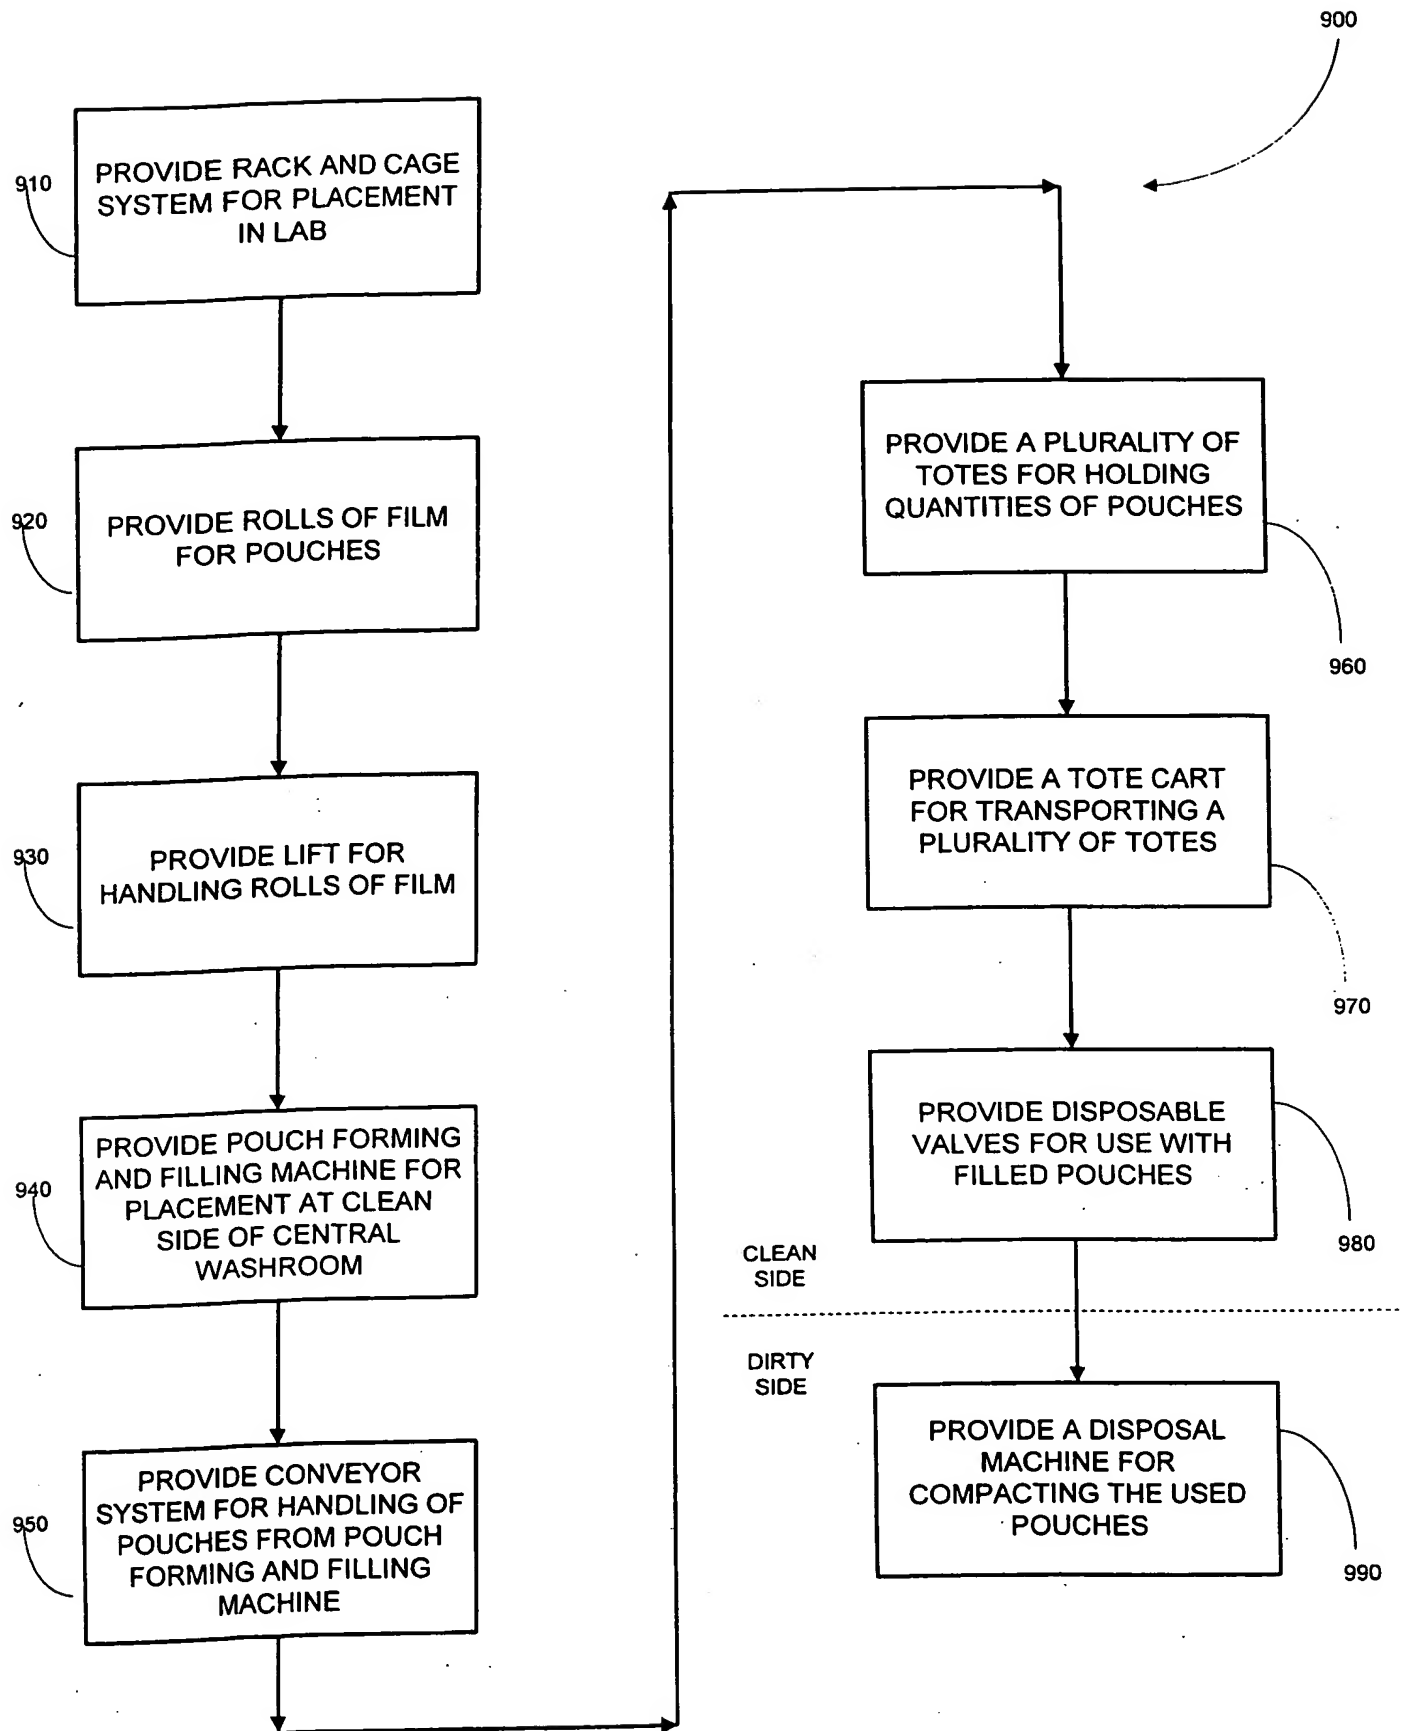 900
910
PROVIDE RACK AND CAGE
SYSTEM FOR PLACEMENT
IN LAB
920
PROVIDE ROLLS OF FILM
FOR POUCHES
930
PROVIDE LIFT FOR
HANDLING ROLLS OF FILM
940
PROVIDE POUCH FORMING
AND FILLING MACHINE FOR
PLACEMENT AT CLEAN
SIDE OF CENTRAL
WASHROOM
950
PROVIDE CONVEYOR
SYSTEM FOR HANDLING OF
POUCHES FROM POUCH
FORMING AND FILLING
MACHINE
PROVIDE A PLURALITY OF
TOTES FOR HOLDING
QUANTITIES OF POUCHES
960
PROVIDE A TOTE CART
FOR TRANSPORTING A
PLURALITY OF TOTES
970
PROVIDE DISPOSABLE
VALVES FOR USE WITH
FILLED POUCHES
980
CLEAN
SIDE
DIRTY
SIDE
PROVIDE A DISPOSAL
MACHINE FOR
COMPACTING THE USED
POUCHES
990